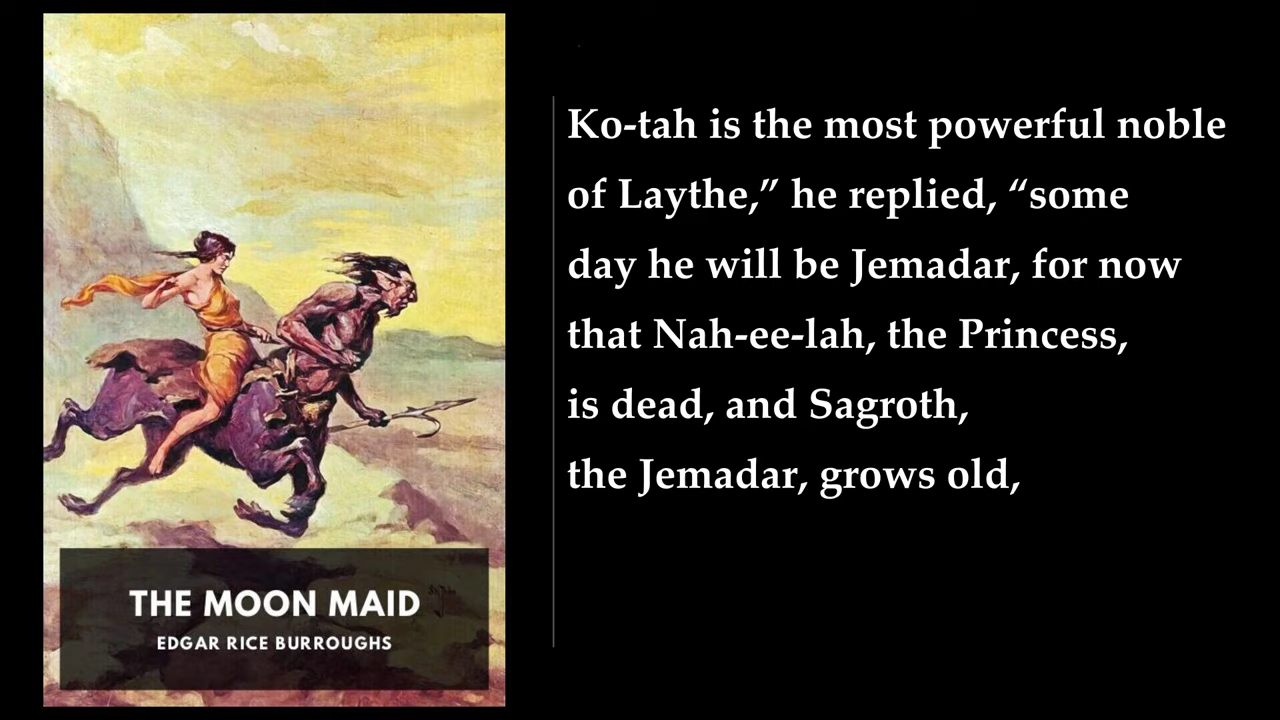 THE MOON MAID
EDGAR RICE BURROUGHS
Ko-tah is the most powerful noble
of Laythe,” he replied, “some
day he will be Jemadar, for now
that Nah-ee-lah, the Princess,
is dead, and Sagroth,
the Jemadar, grows old,